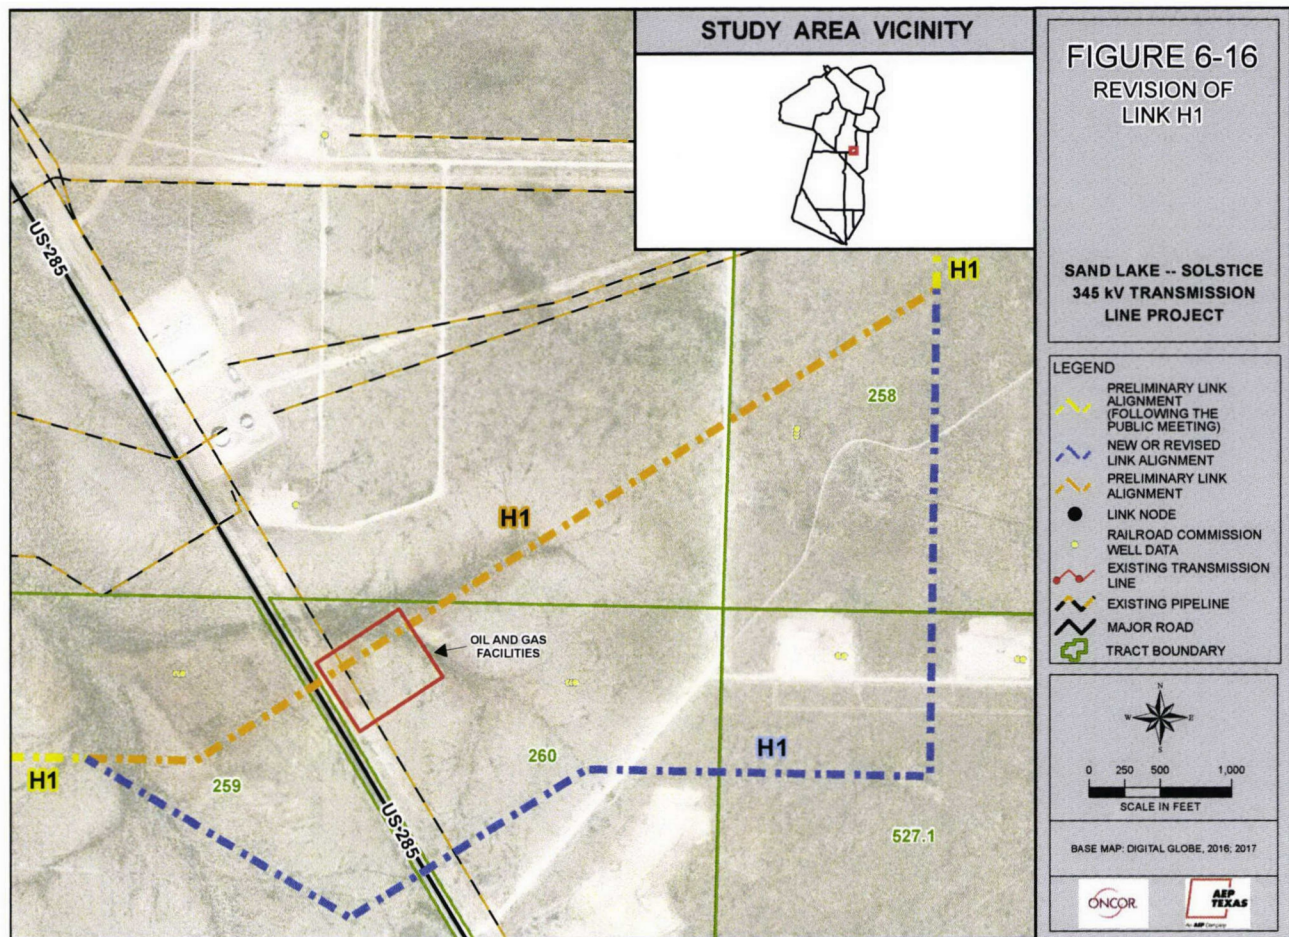 STUDY AREA VICINITY
FIGURE 6-16
REVISION OF
LINK H1
SAND LAKE -- SOLSTICE
345 kV TRANSMISSION
LINE PROJECT
LEGEND
PRELIMINARY LINK
ALIGNMENT
(FOLLOWING THE
PUBLIC MEETING)
NEW OR REVISED
LINK ALIGNMENT
PRELIMINARY LINK
ALIGNMENT
LINK NODE
RAILROAD COMMISSION
WELL DATA
EXISTING TRANSMISSION
LINE
EXISTING PIPELINE
MAJOR ROAD
TRACT BOUNDARY
N
W
E
S
0 250 500 1,000
SCALE IN FEET
BASE MAP: DIGITAL GLOBE, 2016; 2017
ONCOR
AEP
TEXAS
An AEP Company
US-285
H1
258
H1
OIL AND GAS
FACILITIES
H1
260
H1
259
US-285
527.1